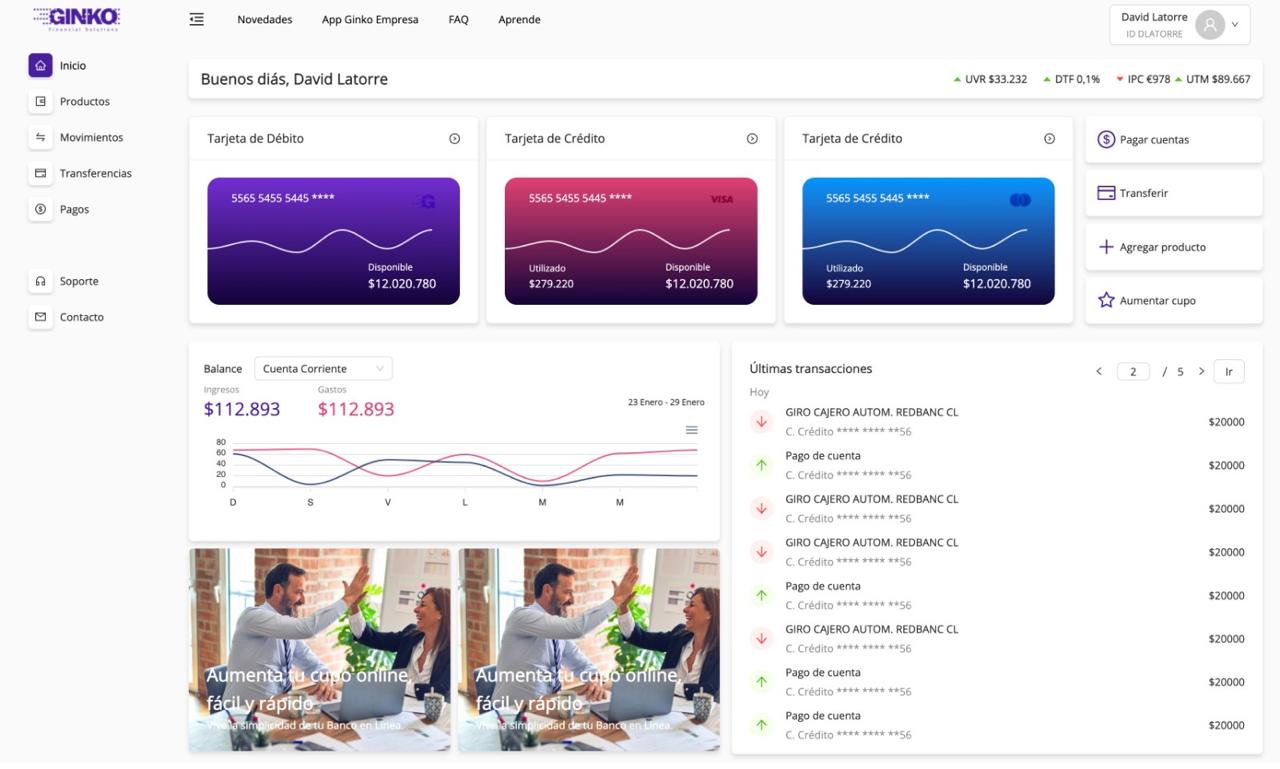 GINKO
Financial Solutions
Novedades
App Ginko Empresa
FAQ
Aprende
David Latorre
ID DLATORRE
Inicio
Productos
Movimientos
Transferencias
Pagos
Soporte
Contacto
Buenos diás, David Latorre
UVR $33.232
DTF 0,1%
IPC €978
UTM $89.667
Tarjeta de Débito
5565 5455 5445 ****
G
Disponible
$12.020.780
Tarjeta de Crédito
5565 5455 5445 ****
VISA
Utilizado
Disponible
$279.220
$12.020.780
Tarjeta de Crédito
5565 5455 5445 ****
Utilizado
Disponible
$279.220
$12.020.780
Pagar cuentas
Transferir
Agregar producto
Aumentar cupo
Balance
Cuenta Corriente
Ingresos
Gastos
$112.893
$112.893
23 Enero - 29 Enero
80
60
40
20
0
D
S
V
L
M
M
Aumenta tu cupo online,
fácil y rápido
Vive la simplicidad de tu Banco en Línea.
Aumenta tu cupo online,
fácil y rápido
Vive la simplicidad de tu Banco en Línea.
Últimas transacciones
2 / 5
Ir
Hoy
GIRO CAJERO AUTOM. REDBANC CL
C. Crédito **** **** **56
$20000
Pago de cuenta
C. Crédito **** **** **56
$20000
GIRO CAJERO AUTOM. REDBANC CL
C. Crédito **** **** **56
$20000
GIRO CAJERO AUTOM. REDBANC CL
C. Crédito **** **** **56
$20000
Pago de cuenta
C. Crédito **** **** **56
$20000
GIRO CAJERO AUTOM. REDBANC CL
C. Crédito **** **** **56
$20000
Pago de cuenta
C. Crédito **** **** **56
$20000
Pago de cuenta
C. Crédito **** **** **56
$20000